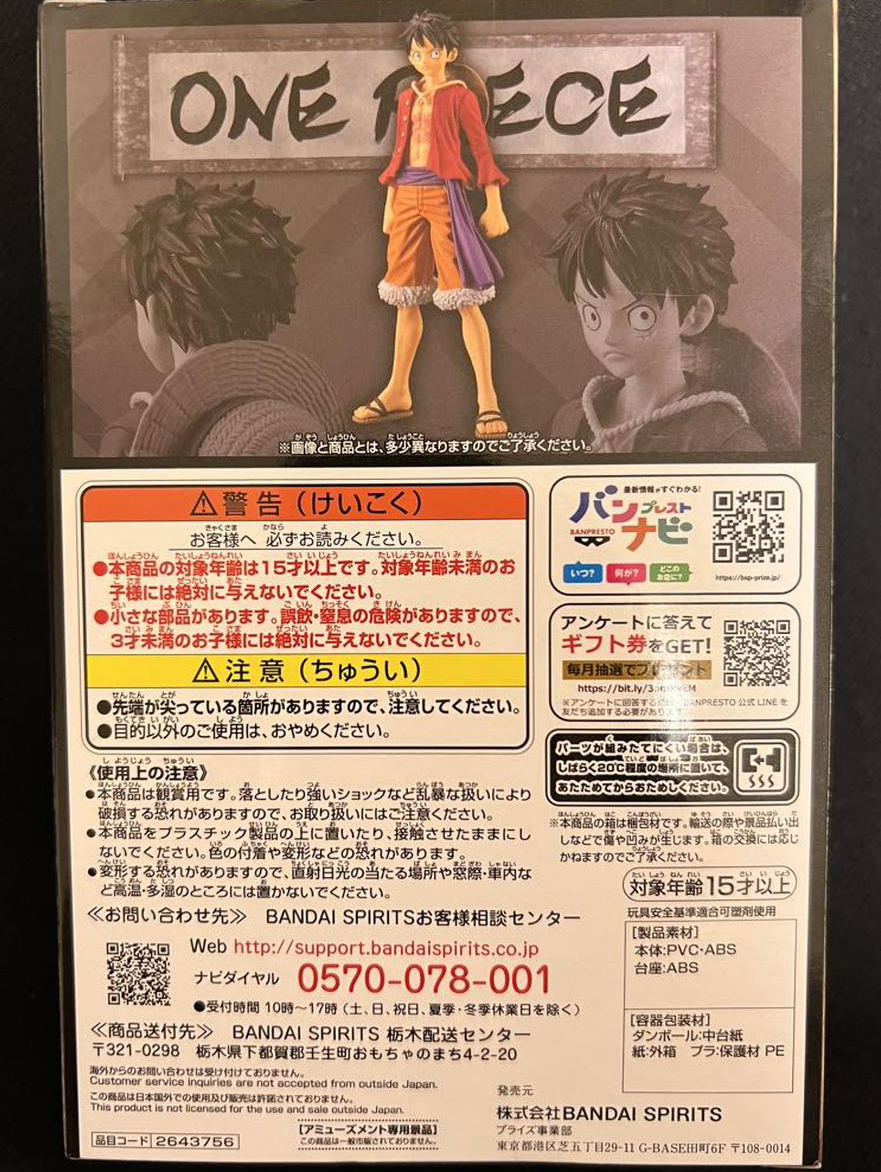 ONE PIECE
※画像と商品とは、多少異なりますのでご了承ください。
警告（けいこく）
お客様へ 必ずお読みください。
●本商品の対象年齢は15才以上です。対象年齢未満のお
子様には絶対に与えないでください。
●小さな部品があります。誤飲・窒息の危険がありますので、
3才未満のお子様には絶対に与えないでください。
注意（ちゅうい）
●先端が尖っている箇所がありますので、注意してください。
●目的以外のご使用は、おやめください。
《使用上の注意》
●本商品は観賞用です。落としたり強いショックなど乱暴な扱いにより
破損する恐れがありますので、お取り扱いにはご注意ください。
●本商品をプラスチック製品の上に置いたり、接触させたままにし
ないでください。色の付着や変形などの恐れがあります。
●変形する恐れがありますので、直射日光の当たる場所や窓際・車内な
ど高温・多湿のところには置かないでください。
≪お問い合わせ先≫ BANDAI SPIRITSお客様相談センター
Web http://support.bandaispirits.co.jp
ナビダイヤル 0570-078-001
●受付時間 10時～17時（土、日、祝日、夏季・冬季休業日を除く）
≪商品送付先≫ BANDAI SPIRITS 栃木配送センター
〒321-0298 栃木県下都賀郡壬生町おもちゃのまち4-2-20
海外からのお問い合わせは受け付けておりません。
Customer service inquiries are not accepted from outside Japan.
この商品は日本国外での使用及び販売は許諾されておりません。
This product is not licensed for the use and sale outside Japan.
品目コード 2643756
[アミューズメント専用景品]
この商品は一般市販されておりません。
最新情報がすぐわかる!
バンプレストナビ
BANPRESTO
いつ? 何が? どこのお店に?
https://bsp-prize.jp/
アンケートに答えて
ギフト券をGET!
毎月抽選でプレゼント
※アンケートに回答するには、BANPRESTO 公式 LINE を
友だち追加する必要があります。
パーツが組みたてにくい場合は、
しばらく20℃程度の場所に置いて、
あたためてからおためしください。
※本商品の箱は梱包材です。輸送の際や景品払い出
しなどで傷や凹みが生じます。箱の交換には応じ
かねますのでご了承ください。
対象年齢 15才以上
玩具安全基準適合可塑剤使用
[製品素材]
本体:PVC・ABS
台座:ABS
[容器包装材]
ダンボール:中台紙
紙:外箱 プラ:保護材 PE
発売元
株式会社BANDAI SPIRITS
プライズ事業部
東京都港区芝五丁目29-11 G-BASE田町6F 〒108-0014